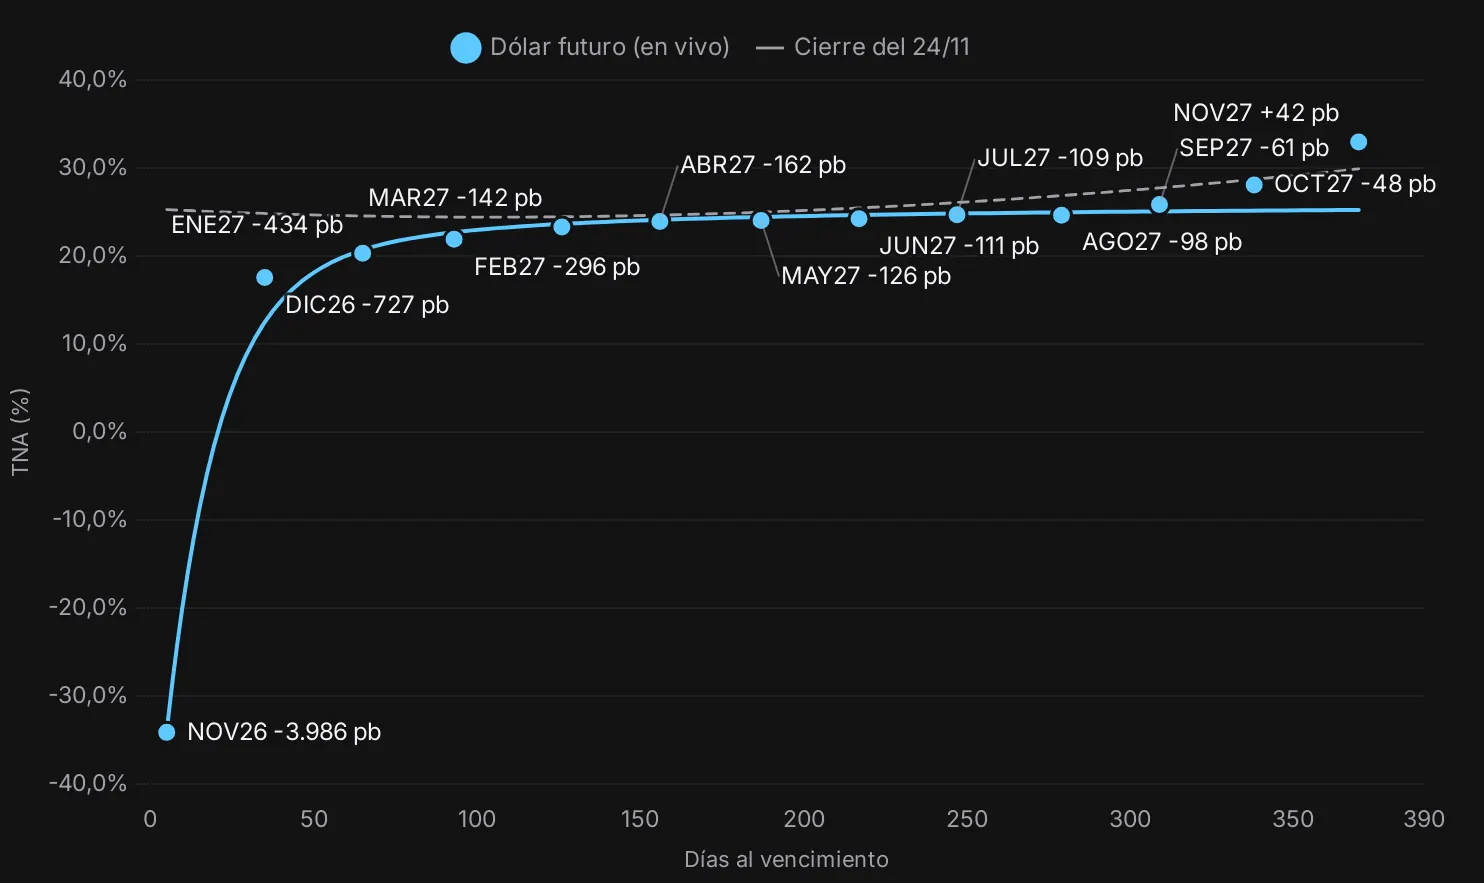 Dólar futuro (en vivo)
Cierre del 24/11
40,0%
30,0%
20,0%
10,0%
0,0%
-10,0%
-20,0%
-30,0%
-40,0%
TNA (%)
NOV26 -3.986 pb
DIC26 -727 pb
ENE27 -434 pb
FEB27 -296 pb
MAR27 -142 pb
ABR27 -162 pb
MAY27 -126 pb
JUN27 -111 pb
JUL27 -109 pb
AGO27 -98 pb
SEP27 -61 pb
OCT27 -48 pb
NOV27 +42 pb
0
50
100
150
200
250
300
350
390
Días al vencimiento